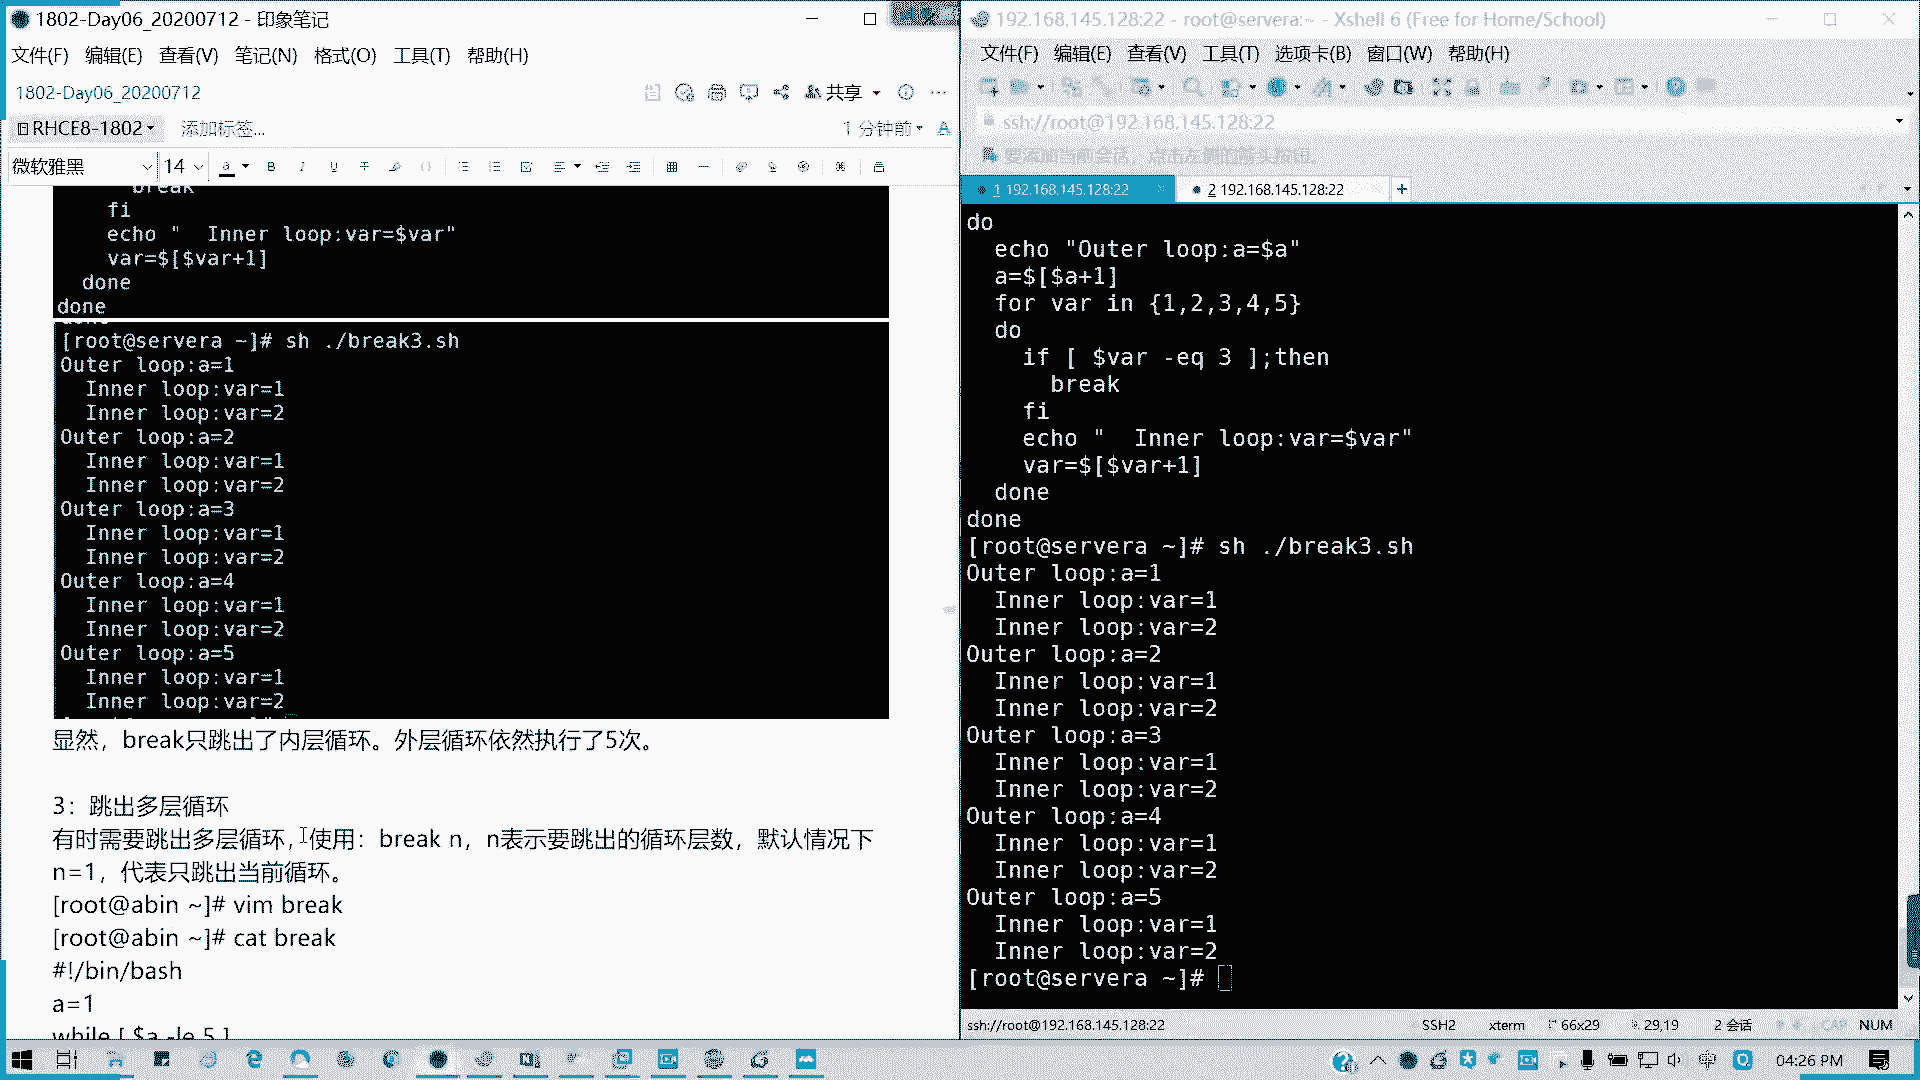 1802-Day06_20200712 - 印象笔记
文件(F) 编辑(E) 查看(V) 笔记(N) 格式(O) 工具(T) 帮助(H)
1802-Day06_20200712
共享
RHCE8-1802
添加标签...
1 分钟前
微软雅黑
14
break
fi
echo "  Inner loop:var=$var"
var=$[$var+1]
done
done
[root@servera ~]# sh ./break3.sh
Outer loop:a=1
Inner loop:var=1
Inner loop:var=2
Outer loop:a=2
Inner loop:var=1
Inner loop:var=2
Outer loop:a=3
Inner loop:var=1
Inner loop:var=2
Outer loop:a=4
Inner loop:var=1
Inner loop:var=2
Outer loop:a=5
Inner loop:var=1
Inner loop:var=2
显然，break只跳出了内层循环。外层循环依然执行了5次。
3：跳出多层循环
有时需要跳出多层循环，使用：break n，n表示要跳出的循环层数，默认情况下
n=1，代表只跳出当前循环。
[root@abin ~]# vim break
[root@abin ~]# cat break
#!/bin/bash
a=1
while [ $a -le 5 ]
192.168.145.128:22 - root@servera:~ - Xshell 6 (Free for Home/School)
文件(F) 编辑(E) 查看(V) 工具(T) 选项卡(B) 窗口(W) 帮助(H)
ssh://root@192.168.145.128:22
要添加当前会话，点击左侧的箭头按钮。
1 192.168.145.128:22
2 192.168.145.128:22
do
echo "Outer loop:a=$a"
a=$[$a+1]
for var in {1,2,3,4,5}
do
if [ $var -eq 3 ];then
break
fi
echo "  Inner loop:var=$var"
var=$[$var+1]
done
done
[root@servera ~]# sh ./break3.sh
Outer loop:a=1
Inner loop:var=1
Inner loop:var=2
Outer loop:a=2
Inner loop:var=1
Inner loop:var=2
Outer loop:a=3
Inner loop:var=1
Inner loop:var=2
Outer loop:a=4
Inner loop:var=1
Inner loop:var=2
Outer loop:a=5
Inner loop:var=1
Inner loop:var=2
[root@servera ~]#
ssh://root@192.168.145.128:22
SSH2
xterm
66x29
29,19
2 会话
CAP
NUM
中
04:26 PM